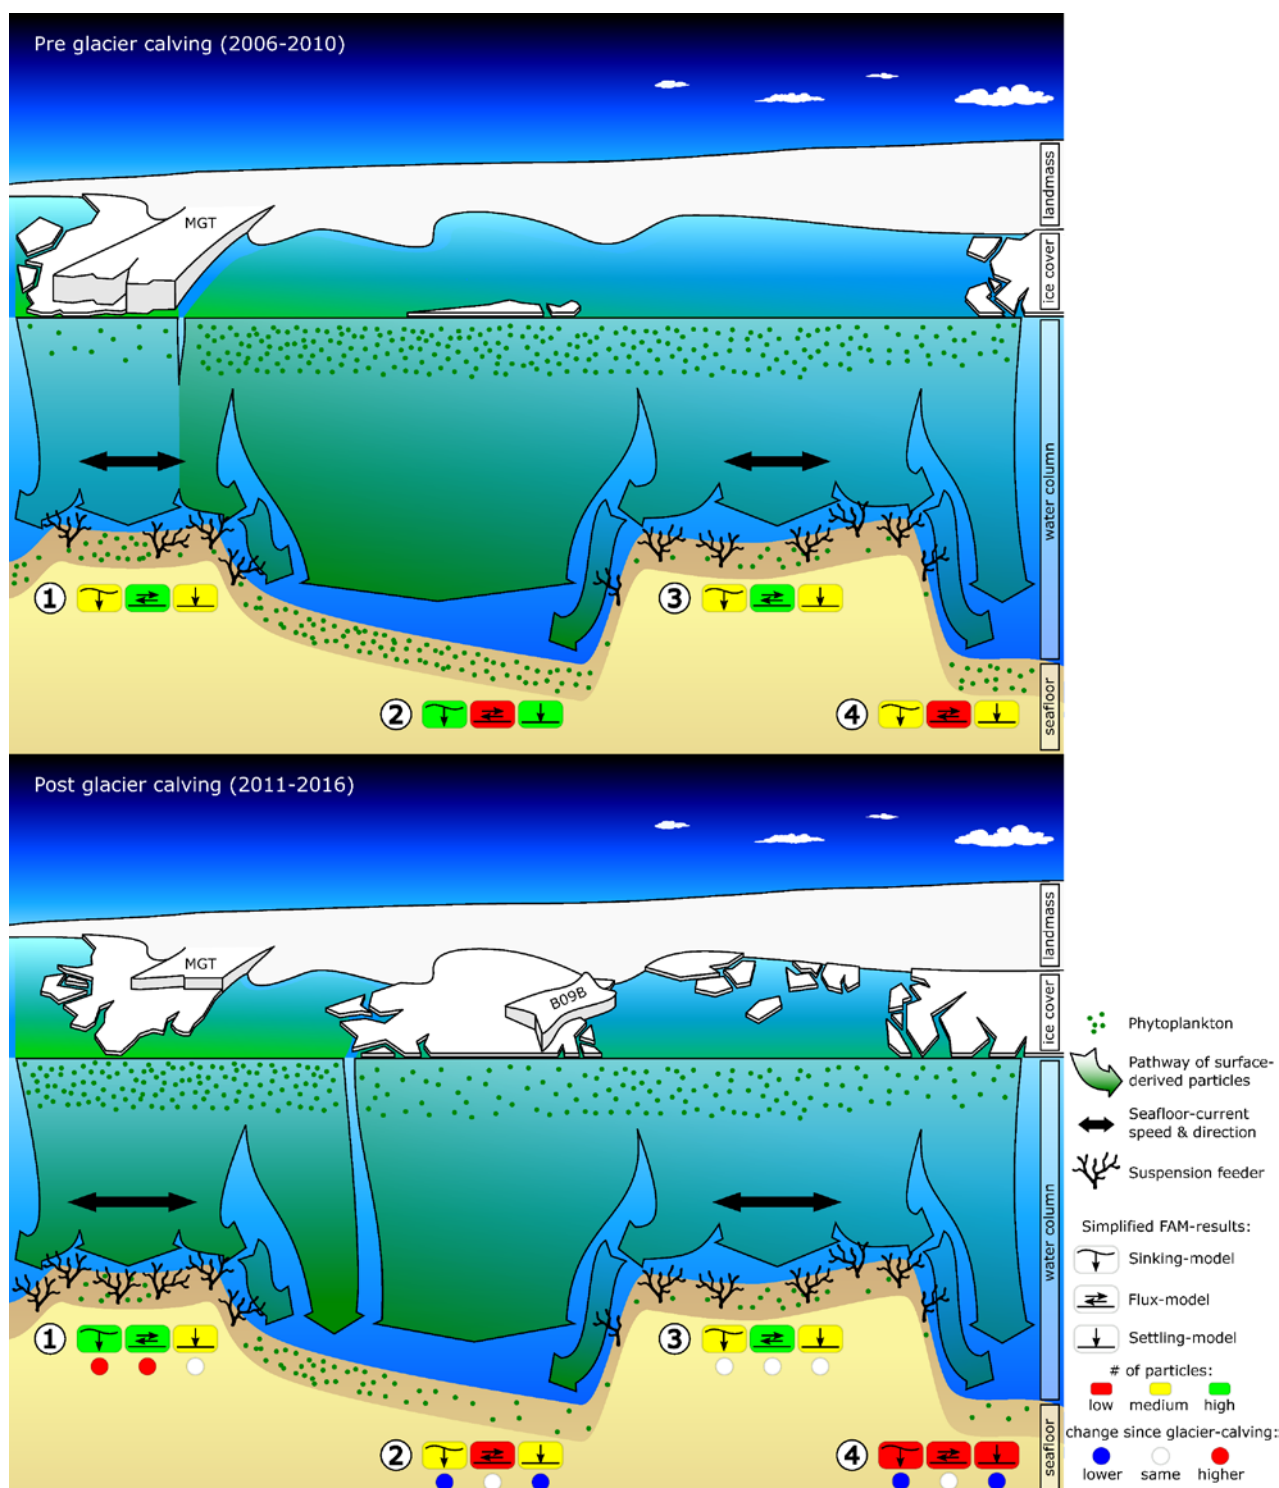 Pre glacier calving (2006-2010)
landmass
MGT
ice cover
water column
1
3
2
4
seafloor
Post glacier calving (2011-2016)
landmass
MGT
B09B
ice cover
water column
1
3
2
4
seafloor
Phytoplankton
Pathway of surface-
derived particles
Seafloor-current
speed & direction
Suspension feeder
Simplified FAM-results:
Sinking-model
Flux-model
Settling-model
# of particles:
low medium high
change since glacier-calving:
lower same higher